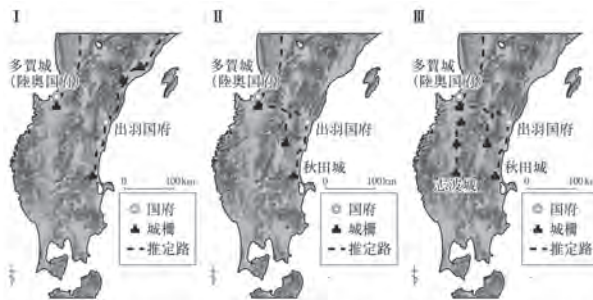 Ⅰ
多賀城
(陸奥国府)
出羽国府
0 100km
国府
城柵
推定路
Ⅱ
多賀城
(陸奥国府)
出羽国府
秋田城
0 100km
国府
城柵
推定路
Ⅲ
多賀城
(陸奥国府)
出羽国府
秋田城
志波城
0 100km
国府
城柵
推定路